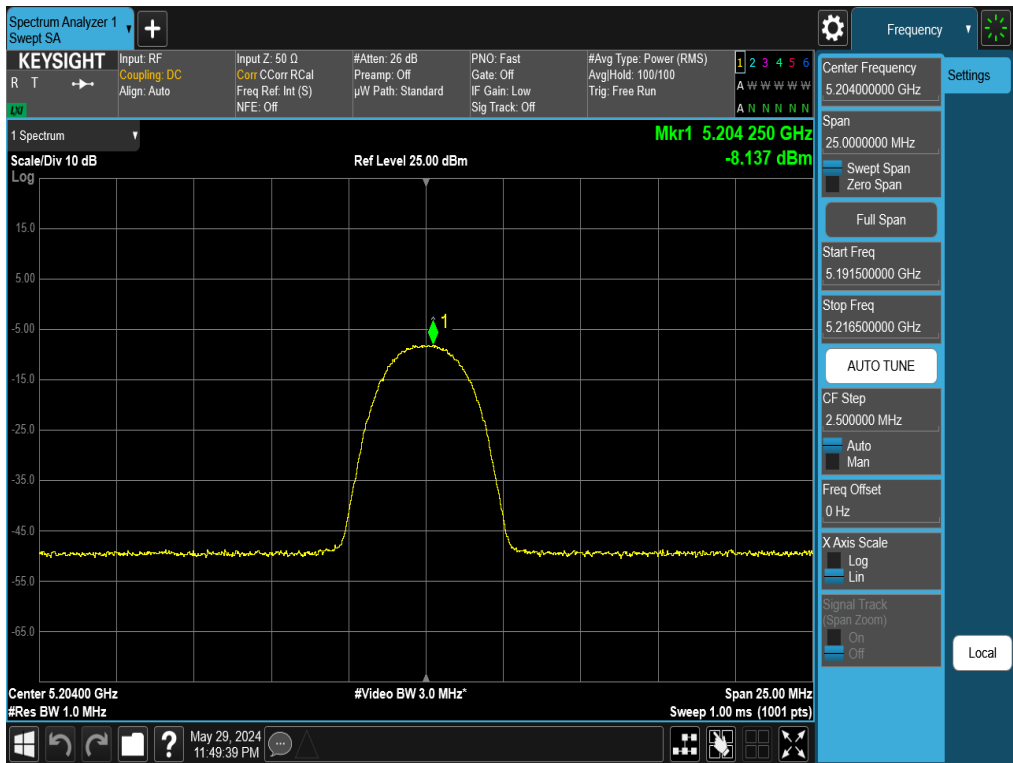 Spectrum Analyzer 1
Swept SA
Frequency
KEYSIGHT
R T
LXI
Input: RF
Coupling: DC
Align: Auto
Input Z: 50 Ω
Corr CCorr RCal
Freq Ref: Int (S)
NFE: Off
#Atten: 26 dB
Preamp: Off
µW Path: Standard
PNO: Fast
Gate: Off
IF Gain: Low
Sig Track: Off
#Avg Type: Power (RMS)
Avg|Hold: 100/100
Trig: Free Run
1 2 3 4 5 6
A W W W W W
A N N N N N
1 Spectrum
Mkr1 5.204 250 GHz
-8.137 dBm
Scale/Div 10 dB
Ref Level 25.00 dBm
Log
15.0
5.00
-5.00
-15.0
-25.0
-35.0
-45.0
-55.0
-65.0
1
Center 5.20400 GHz
#Video BW 3.0 MHz*
Span 25.00 MHz
#Res BW 1.0 MHz
Sweep 1.00 ms (1001 pts)
Center Frequency
5.204000000 GHz
Settings
Span
25.0000000 MHz
Swept Span
Zero Span
Full Span
Start Freq
5.191500000 GHz
Stop Freq
5.216500000 GHz
AUTO TUNE
CF Step
2.500000 MHz
Auto
Man
Freq Offset
0 Hz
X Axis Scale
Log
Lin
Signal Track
(Span Zoom)
On
Off
Local
?
May 29, 2024
11:49:39 PM